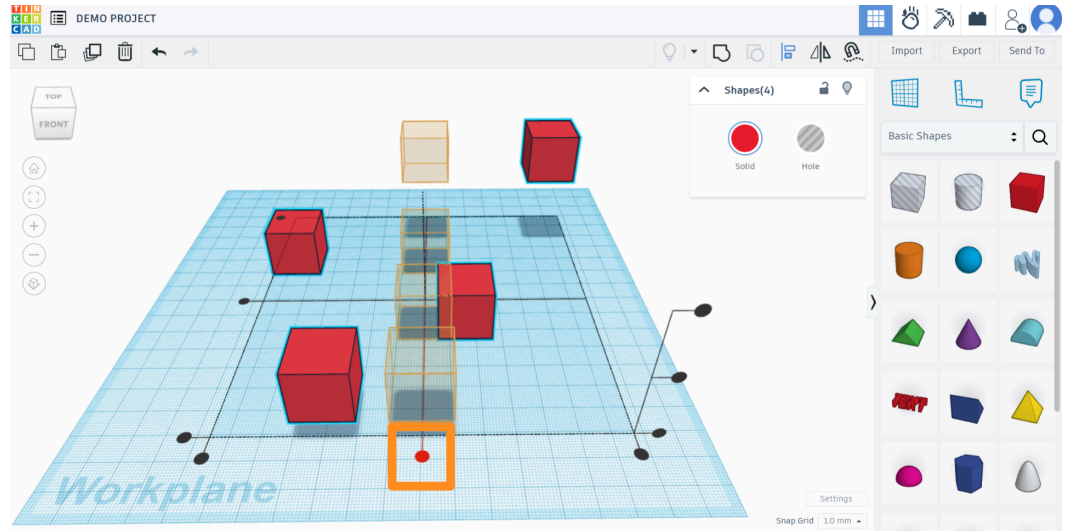 TIN
KER
CAD
DEMO PROJECT
Import
Export
Send To
TOP
FRONT
Shapes(4)
Solid
Hole
Basic Shapes
TEXT
Workplane
Settings
Snap Grid 1.0 mm